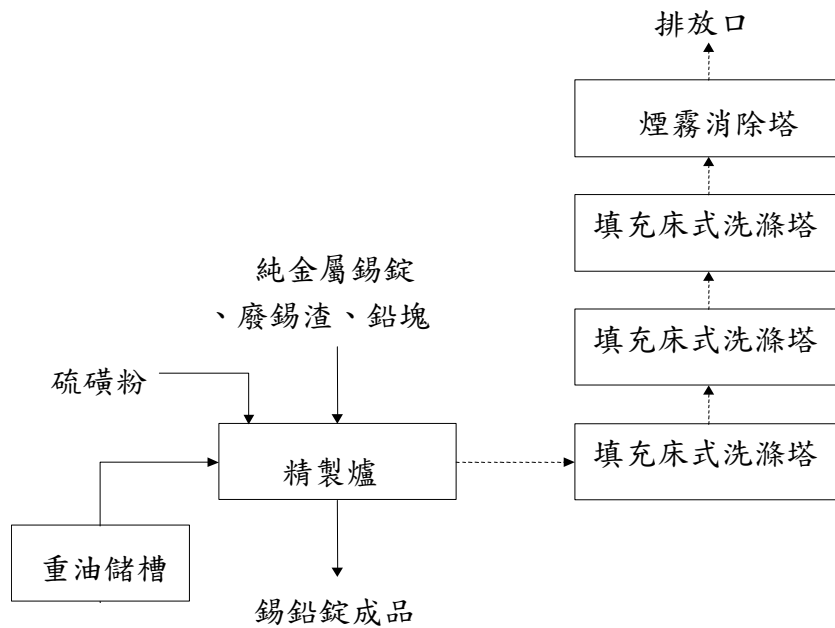 排放口
煙霧消除塔
填充床式洗滌塔
純金屬錫錠
、廢錫渣、鉛塊
填充床式洗滌塔
硫磺粉
填充床式洗滌塔
精製爐
重油儲槽
錫鉛錠成品